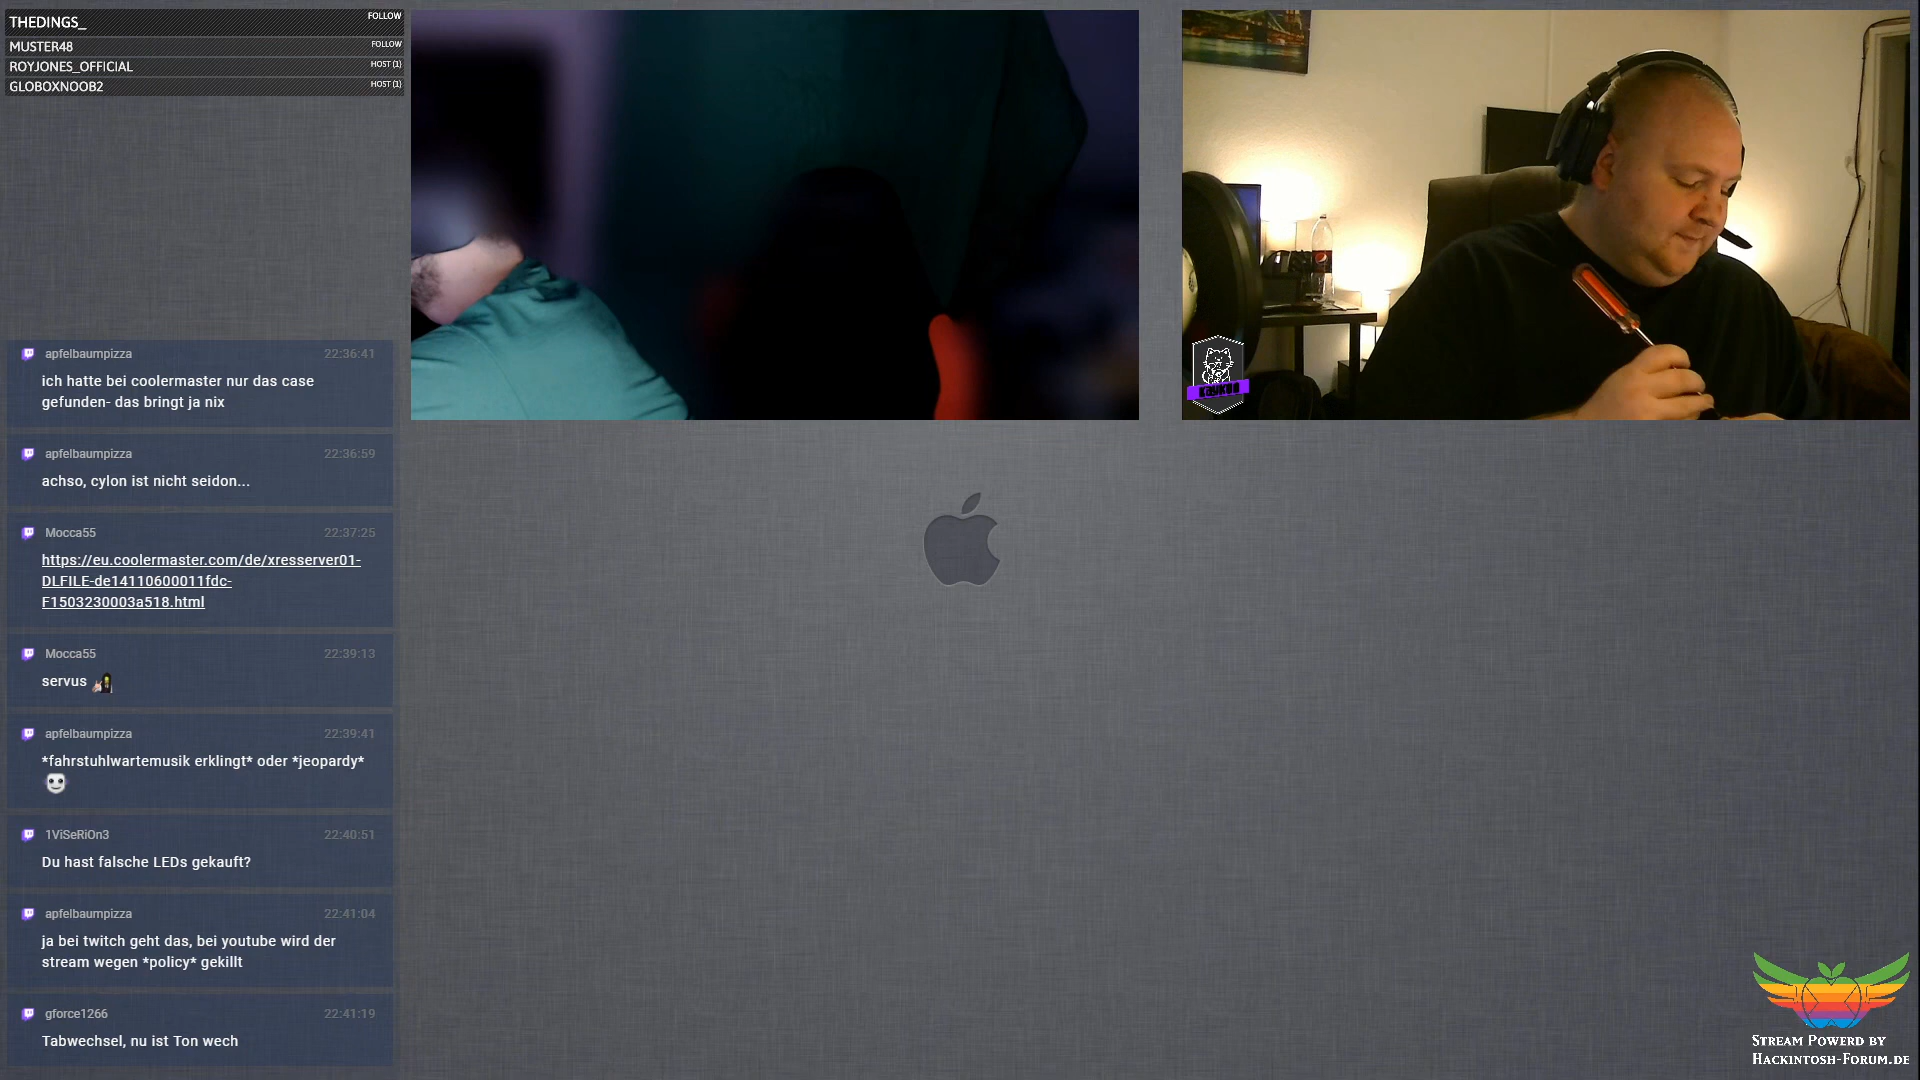 THEDINGS_ FOLLOW
MUSTER48 FOLLOW
ROYJONES_OFFICIAL HOST (1)
GLOBOXNOOB2 HOST (1)
apfelbaumpizza 22:36:41
ich hatte bei coolermaster nur das case
gefunden- das bringt ja nix
apfelbaumpizza 22:36:59
achso, cylon ist nicht seidon...
Mocca55 22:37:25
https://eu.coolermaster.com/de/xresserver01-
DLFILE-de14110600011fdc-
F1503230003a518.html
Mocca55 22:39:13
servus
apfelbaumpizza 22:39:41
*fahrstuhlwartemusik erklingt* oder *jeopardy*
1ViSeRiOn3 22:40:51
Du hast falsche LEDs gekauft?
apfelbaumpizza 22:41:04
ja bei twitch geht das, bei youtube wird der
stream wegen *policy* gekillt
gforce1266 22:41:19
Tabwechsel, nu ist Ton wech
Stream Powerd by
Hackintosh-Forum.de